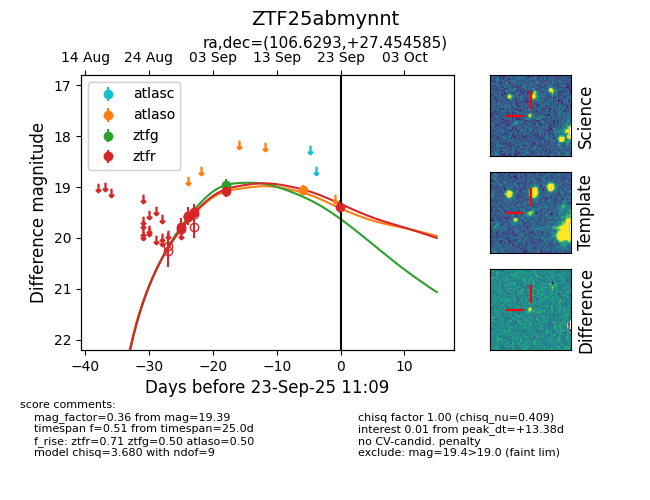 ZTF25abmynnt
ra,dec=(106.6293,+27.454585)
14 Aug 24 Aug 03 Sep 13 Sep 23 Sep 03 Oct
17
18
19
20
21
22
Difference magnitude
atlasc
atlaso
ztfg
ztfr
−40 −30 −20 −10 0 10
Days before 23-Sep-25 11:09
Science
Template
Difference
score comments:
mag_factor=0.36 from mag=19.39
timespan f=0.51 from timespan=25.0d
f_rise: ztfr=0.71 ztfg=0.50 atlaso=0.50
model chisq=3.680 with ndof=9
chisq factor 1.00 (chisq_nu=0.409)
interest 0.01 from peak_dt=+13.38d
no CV-candid. penalty
exclude: mag=19.4>19.0 (faint lim)